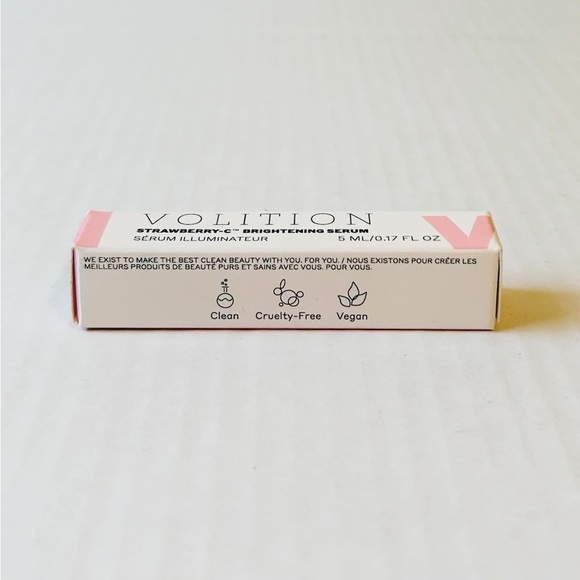 VOLITION
STRAWBERRY-C™ BRIGHTENING SERUM
SÉRUM ILLUMINATEUR 5 ML/0.17 FL OZ
WE EXIST TO MAKE THE BEST CLEAN BEAUTY WITH YOU. FOR YOU. / NOUS EXISTONS POUR CRÉER LES
MEILLEURS PRODUITS DE BEAUTÉ PURS ET SAINS AVEC VOUS. POUR VOUS.
Clean Cruelty-Free Vegan